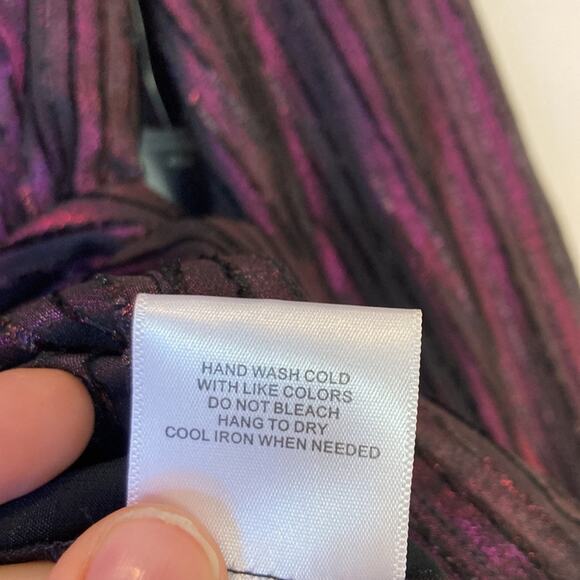 HAND WASH COLD
WITH LIKE COLORS
DO NOT BLEACH
HANG TO DRY
COOL IRON WHEN NEEDED